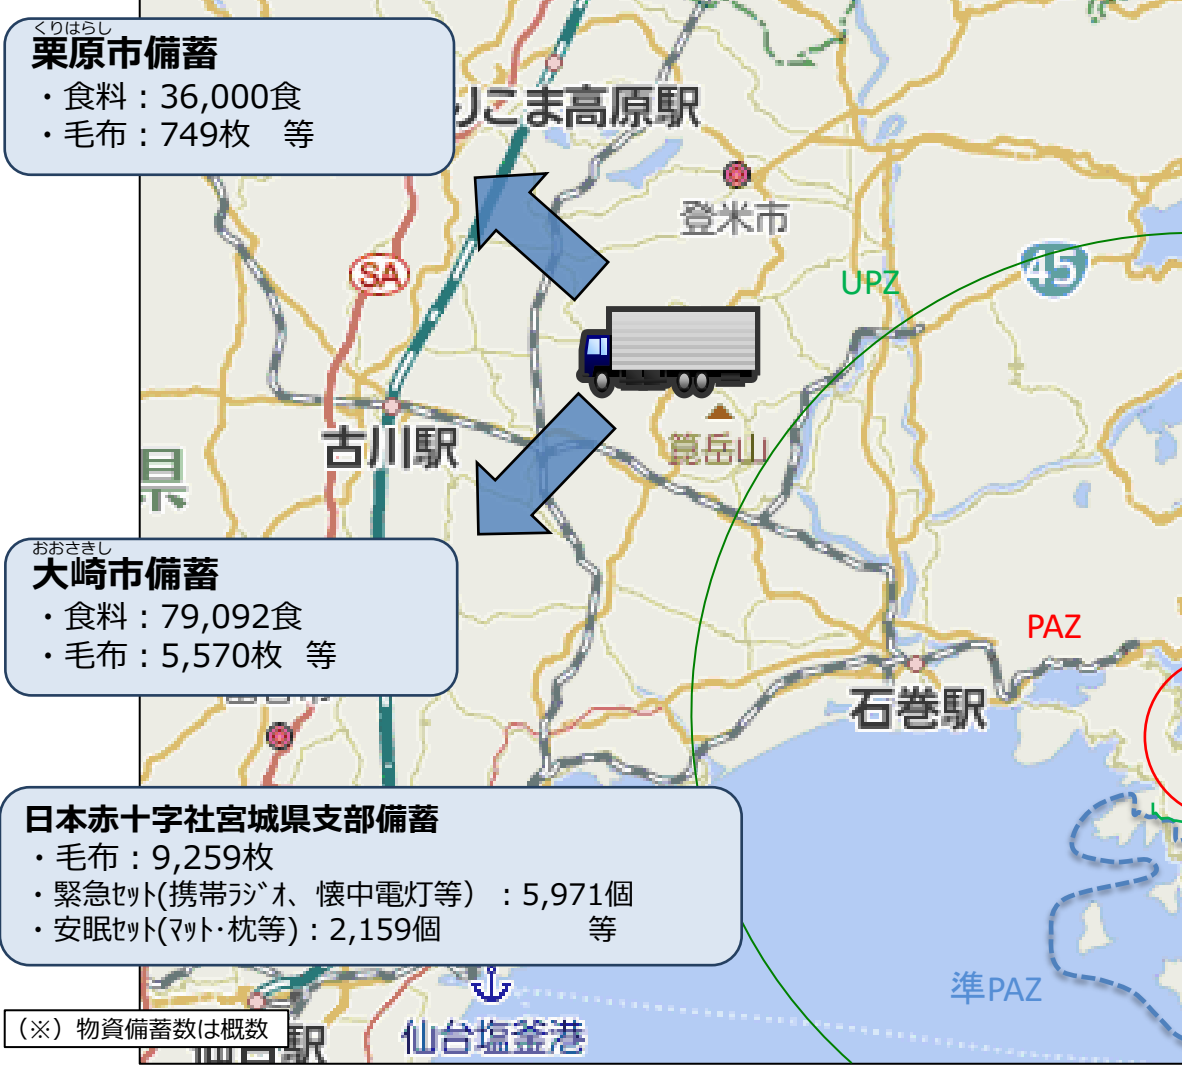 くりはらし
栗原市備蓄
・食料：36,000食
・毛布：749枚　等
りこま高原駅
登米市
SA
UPZ
45
古川駅
箆岳山
県
おおさきし
大崎市備蓄
・食料：79,092食
・毛布：5,570枚 等
PAZ
石巻駅
日本赤十字社宮城県支部備蓄
・毛布：9,259枚
・緊急ｾｯﾄ(携帯ﾗｼﾞｵ、懐中電灯等）：5,971個
・安眠ｾｯﾄ(ﾏｯﾄ･枕等)：2,159個　　　　　等
準PAZ
（※）物資備蓄数は概数
仙台塩釜港
駅